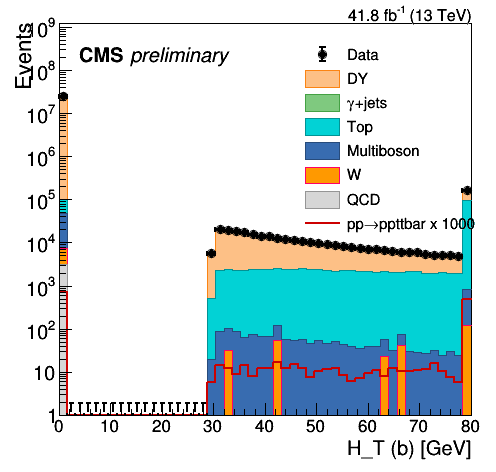 41.8 fb⁻¹ (13 TeV)
Events
10⁹
10⁸
10⁷
10⁶
10⁵
10⁴
10³
10²
10
1
CMS preliminary
Data
DY
γ+jets
Top
Multiboson
W
QCD
pp→ppttbar x 1000
0 10 20 30 40 50 60 70 80
H_T (b) [GeV]